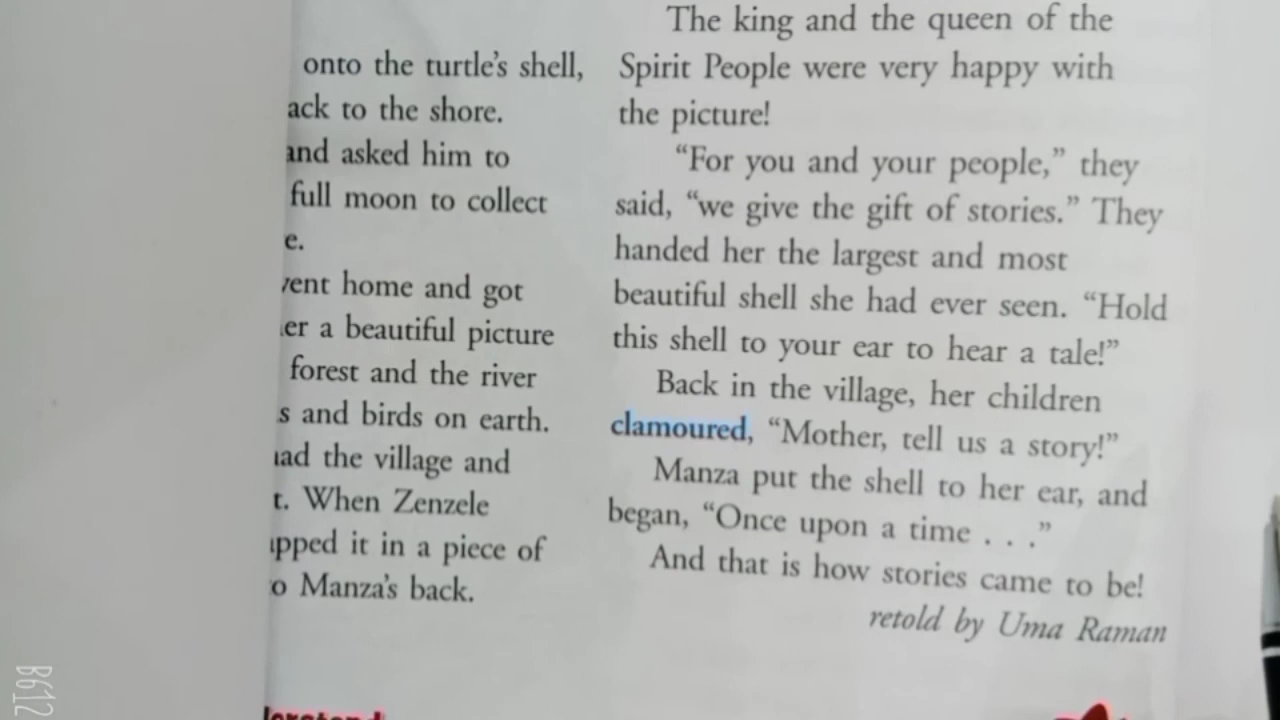 onto the turtle's shell,
ack to the shore.
and asked him to
full moon to collect
e.
ent home and got
er a beautiful picture
forest and the river
s and birds on earth.
ad the village and
t. When Zenzele
pped it in a piece of
o Manza's back.
The king and the queen of the
Spirit People were very happy with
the picture!
"For you and your people," they
said, "we give the gift of stories." They
handed her the largest and most
beautiful shell she had ever seen. "Hold
this shell to your ear to hear a tale!"
Back in the village, her children
clamoured, "Mother, tell us a story!"
Manza put the shell to her ear, and
began, "Once upon a time . . ."
And that is how stories came to be!
retold by Uma Raman
B612